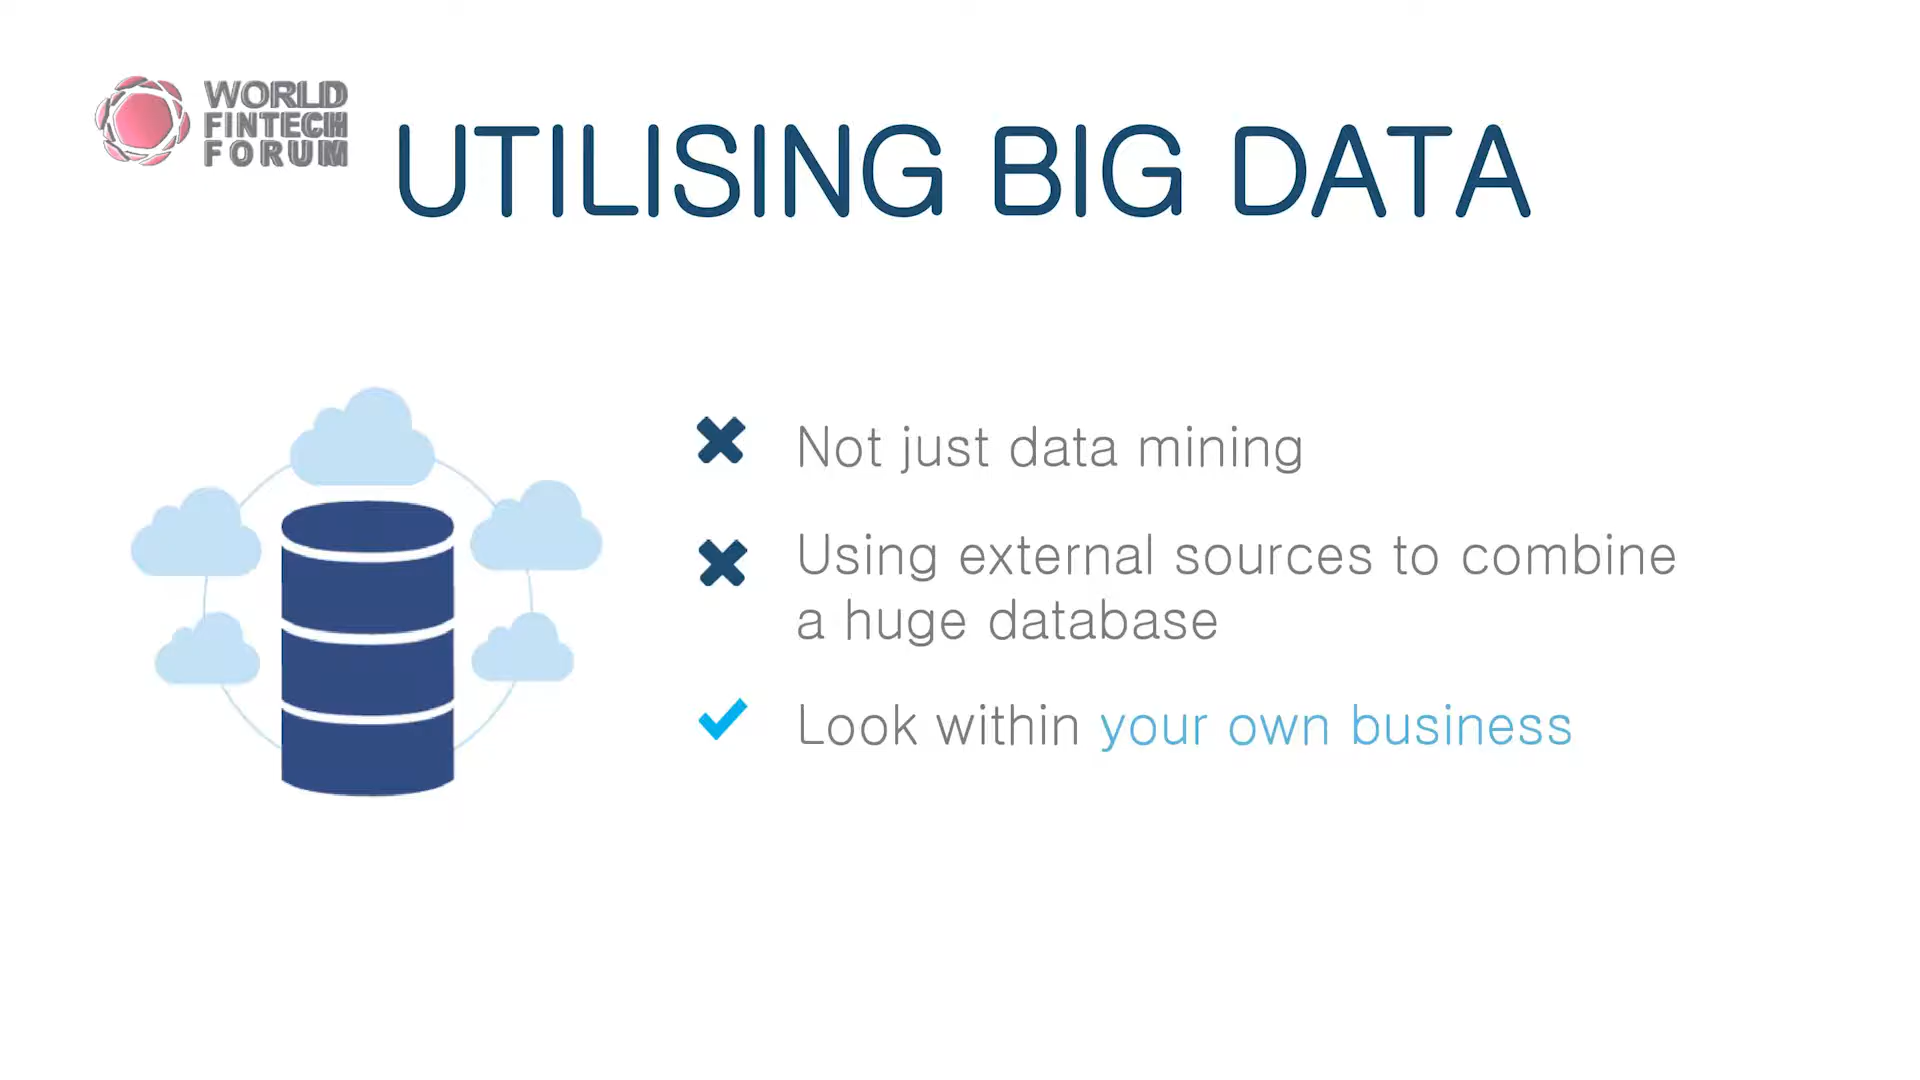 WORLD
FINTECH
FORUM
UTILISING BIG DATA
Not just data mining
Using external sources to combine
a huge database
Look within your own business